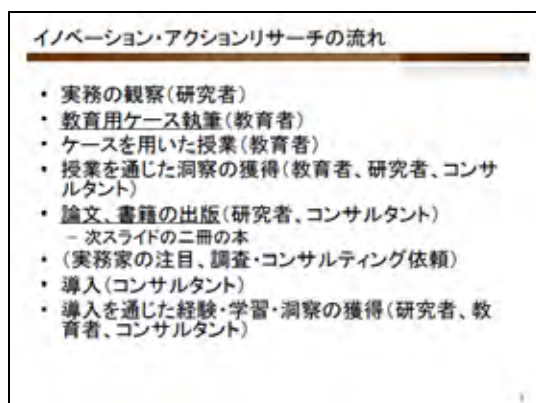 イノベーション・アクションリサーチの流れ
• 実務の観察(研究者)
• 教育用ケース執筆(教育者)
• ケースを用いた授業(教育者)
• 授業を通じた洞察の獲得(教育者、研究者、コンサ
ルタント)
• 論文、書籍の出版(研究者、コンサルタント)
– 次スライドの二冊の本
• (実務家の注目、調査・コンサルティング依頼)
• 導入(コンサルタント)
• 導入を通じた経験・学習・洞察の獲得(研究者、教
育者、コンサルタント)